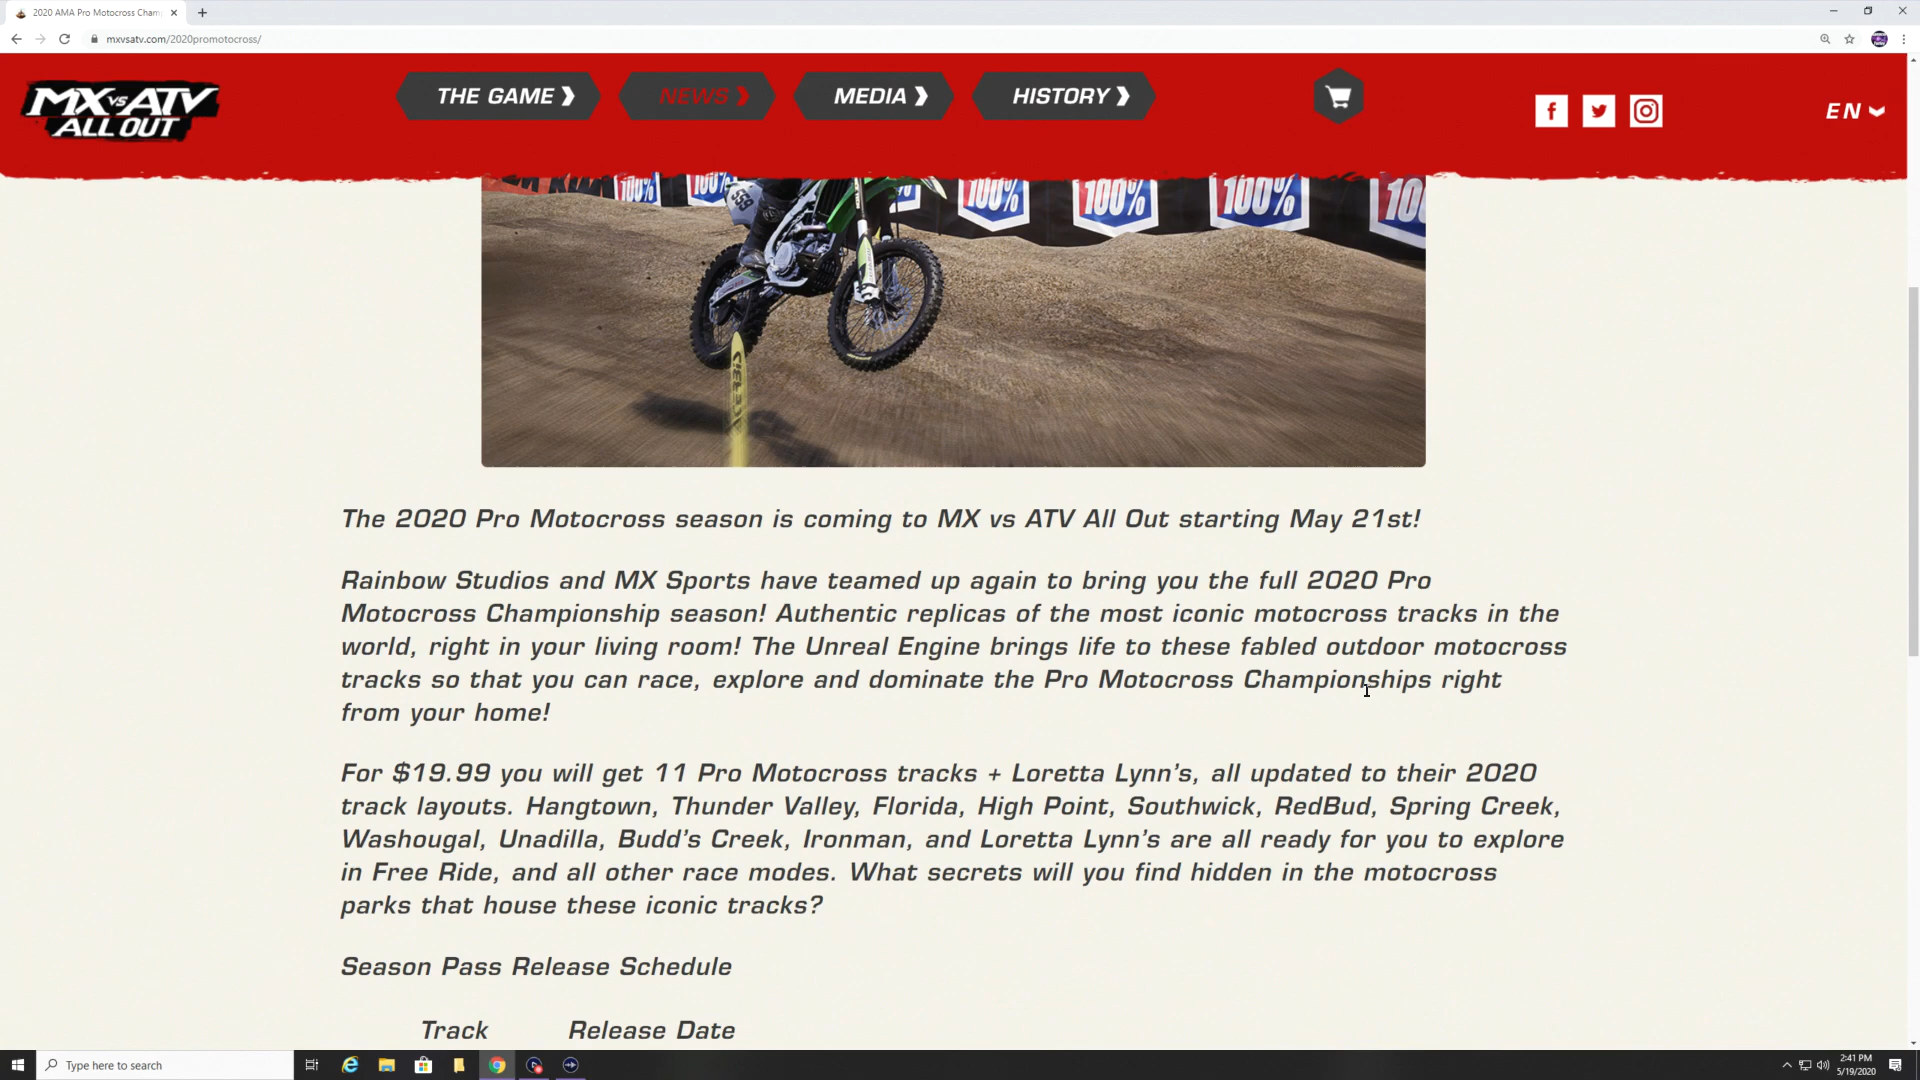 2020 AMA Pro Motocross Cham
mxvsatv.com/2020promotocross/
MX vs ATV
ALL OUT
THE GAME
NEWS
MEDIA
HISTORY
EN
559
100%
100%
100%
100%
100%
The 2020 Pro Motocross season is coming to MX vs ATV All Out starting May 21st!
Rainbow Studios and MX Sports have teamed up again to bring you the full 2020 Pro
Motocross Championship season! Authentic replicas of the most iconic motocross tracks in the
world, right in your living room! The Unreal Engine brings life to these fabled outdoor motocross
tracks so that you can race, explore and dominate the Pro Motocross Championships right
from your home!
For $19.99 you will get 11 Pro Motocross tracks + Loretta Lynn’s, all updated to their 2020
track layouts. Hangtown, Thunder Valley, Florida, High Point, Southwick, RedBud, Spring Creek,
Washougal, Unadilla, Budd’s Creek, Ironman, and Loretta Lynn’s are all ready for you to explore
in Free Ride, and all other race modes. What secrets will you find hidden in the motocross
parks that house these iconic tracks?
Season Pass Release Schedule
Track Release Date
Type here to search
2:41 PM
5/19/2020